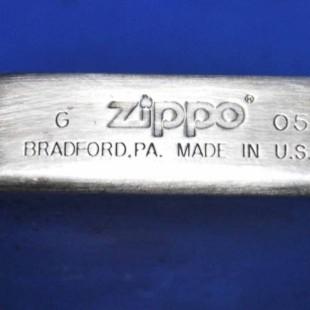 G zippo® 05
BRADFORD,PA. MADE IN U.S.